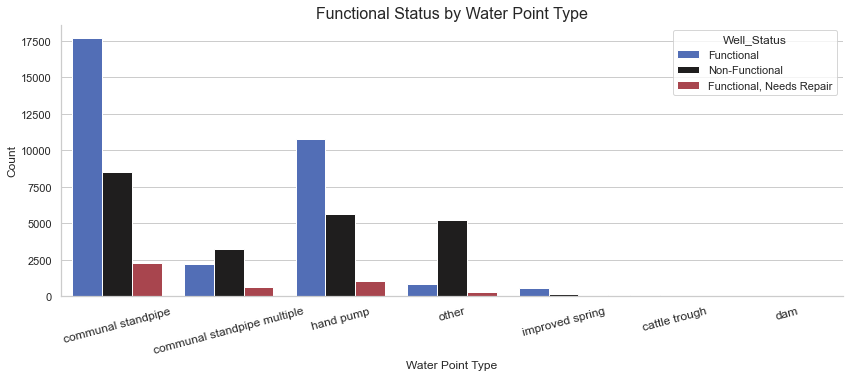 Functional Status by Water Point Type
Well_Status
Functional
Non-Functional
Functional, Needs Repair
Count
17500
15000
12500
10000
7500
5000
2500
0
communal standpipe
communal standpipe multiple
hand pump
other
improved spring
cattle trough
dam
Water Point Type